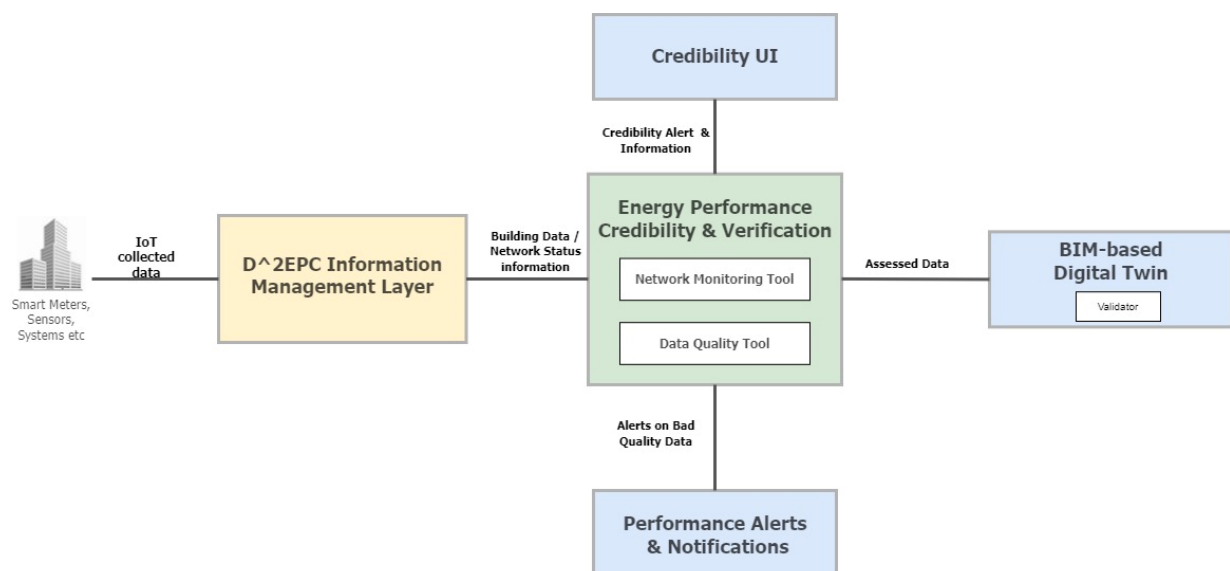 Credibility UI
Credibility Alert &
Information
Energy Performance
Credibility & Verification
Network Monitoring Tool
Data Quality Tool
IoT
collected
data
Smart Meters,
Sensors,
Systems etc
D^2EPC Information
Management Layer
Building Data /
Network Status
information
Assessed Data
BIM-based
Digital Twin
Validator
Alerts on Bad
Quality Data
Performance Alerts
& Notifications